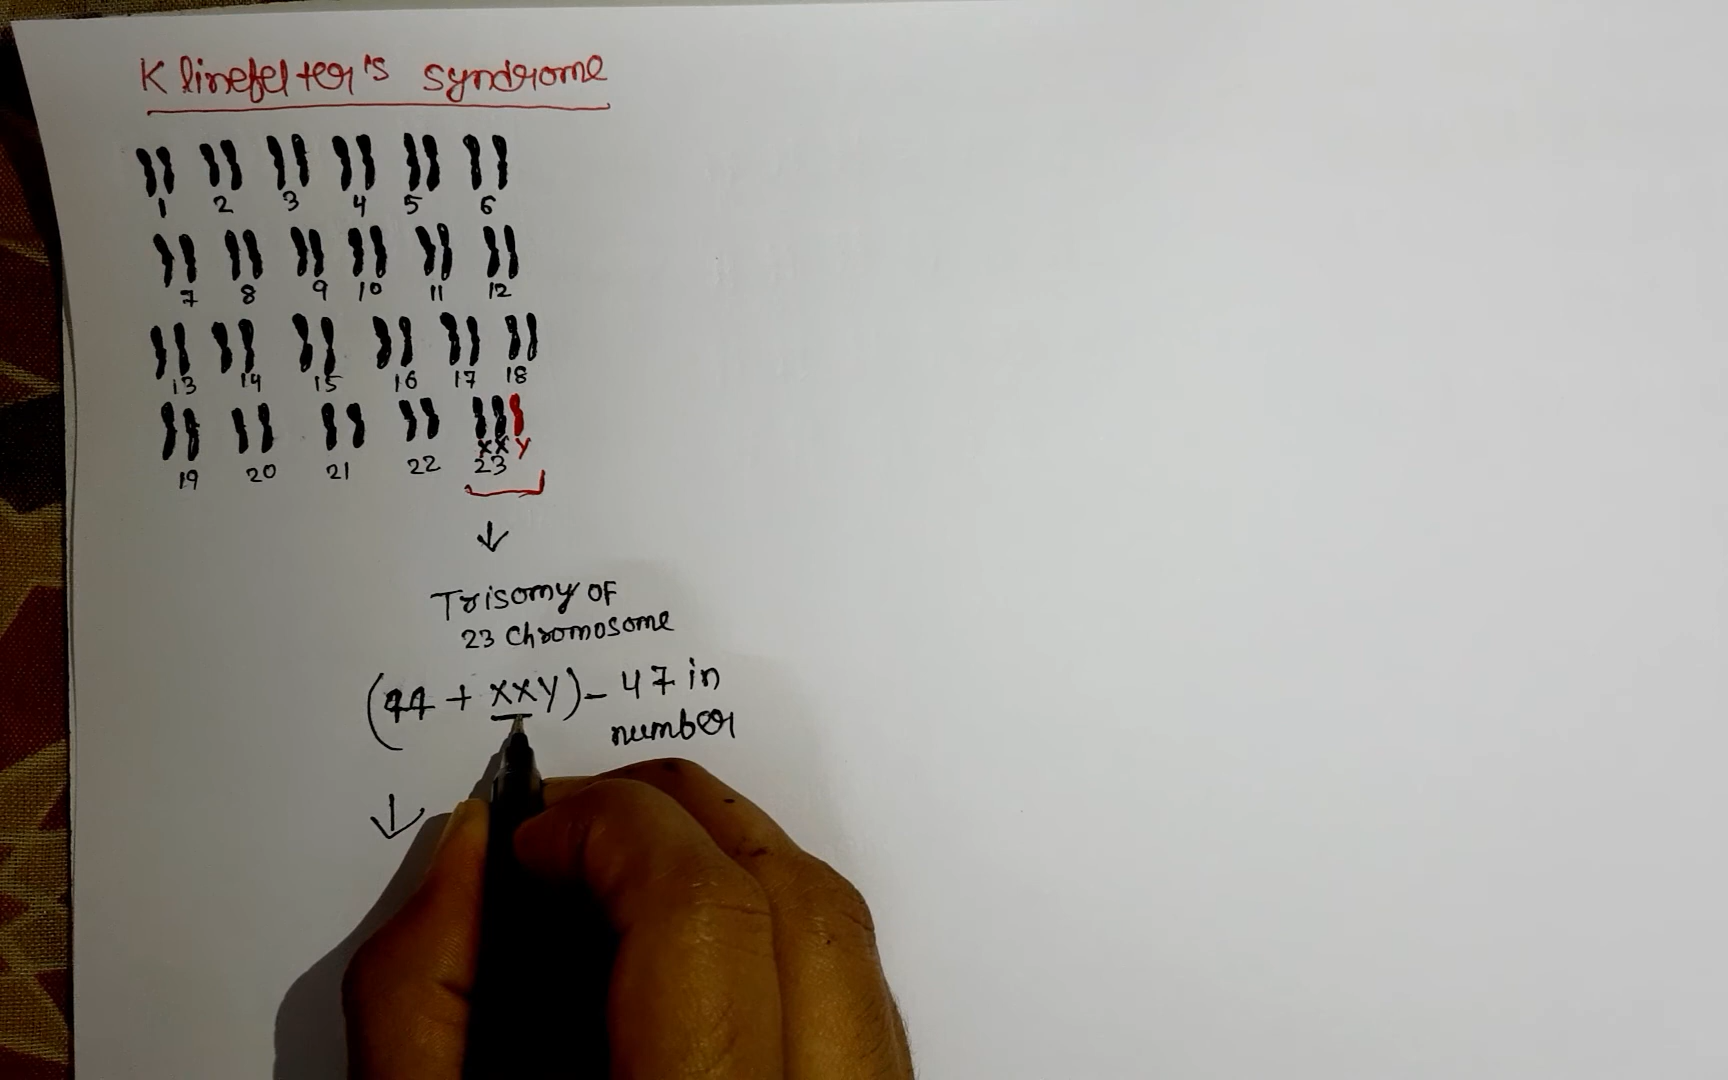 Klinefelter's syndrome
1 2 3 4 5 6
7 8 9 10 11 12
13 14 15 16 17 18
19 20 21 22 XXY
23
Trisomy OF
23 Chromosome
(44 + XXY) - 47 in
number